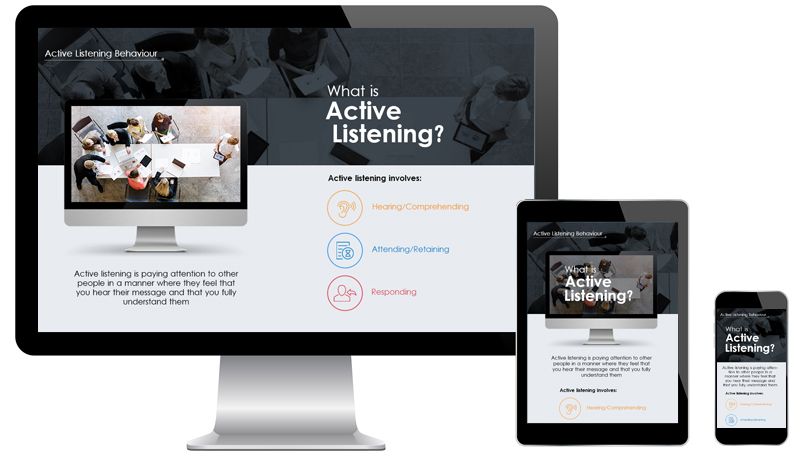 Active Listening Behaviour
What is
Active
Listening?
Active listening involves:
Hearing/Comprehending
Attending/Retaining
Responding
Active listening is paying attention to other
people in a manner where they feel that
you hear their message and that you fully
understand them
Active Listening Behaviour
What is
Active
Listening?
Active listening is paying attention to other
people in a manner where they feel that
you hear their message and that you fully
understand them
Active listening involves:
Hearing/Comprehending
Active Listening Behaviour
What is
Active
Listening?
Active listening is paying atten-
tion to other people in a
manner where they feel that
you hear their message and
that you fully understand them
Active listening involves:
Hearing/Comprehending
Attending/Retaining